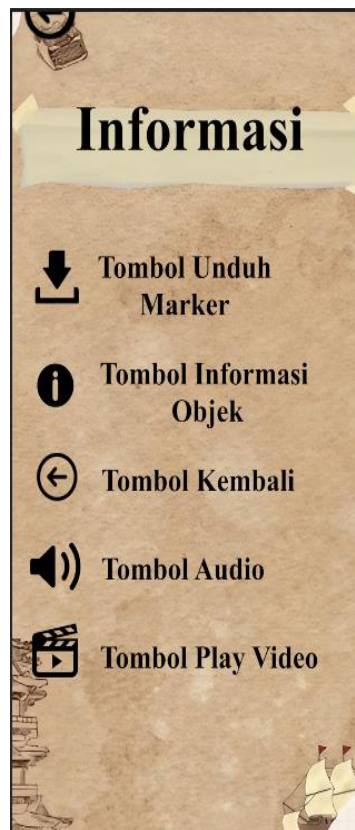 Informasi
Tombol Unduh
Marker
Tombol Informasi
Objek
Tombol Kembali
Tombol Audio
Tombol Play Video